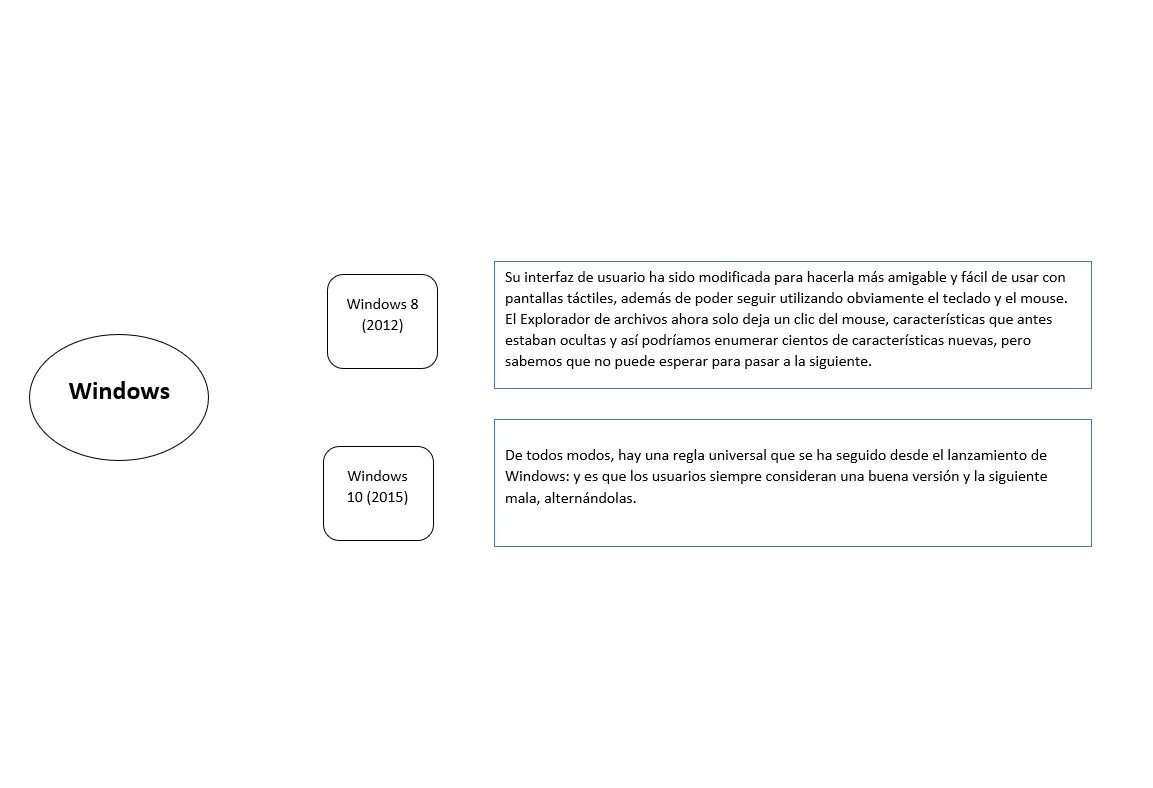 Windows
Windows 8
(2012)
Su interfaz de usuario ha sido modificada para hacerla más amigable y fácil de usar con
pantallas táctiles, además de poder seguir utilizando obviamente el teclado y el mouse.
El Explorador de archivos ahora solo deja un clic del mouse, características que antes
estaban ocultas y así podríamos enumerar cientos de características nuevas, pero
sabemos que no puede esperar para pasar a la siguiente.
Windows
10 (2015)
De todos modos, hay una regla universal que se ha seguido desde el lanzamiento de
Windows: y es que los usuarios siempre consideran una buena versión y la siguiente
mala, alternándolas.